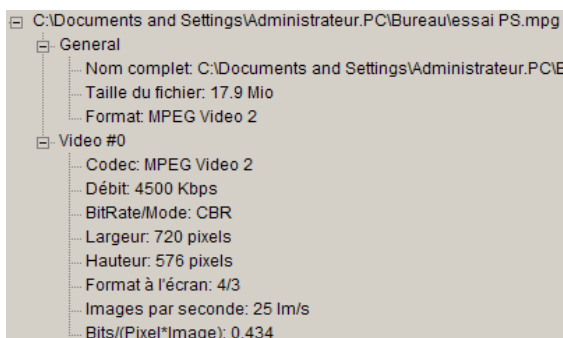 C:\Documents and Settings\Administrateur.PC\Bureau\essai PS.mpg
General
Nom complet: C:\Documents and Settings\Administrateur.PC\
Taille du fichier: 17.9 Mio
Format: MPEG Video 2
Video #0
Codec: MPEG Video 2
Débit: 4500 Kbps
BitRate/Mode: CBR
Largeur: 720 pixels
Hauteur: 576 pixels
Format à l'écran: 4/3
Images par seconde: 25 Im/s
Bits/(Pixel*Image): 0.434